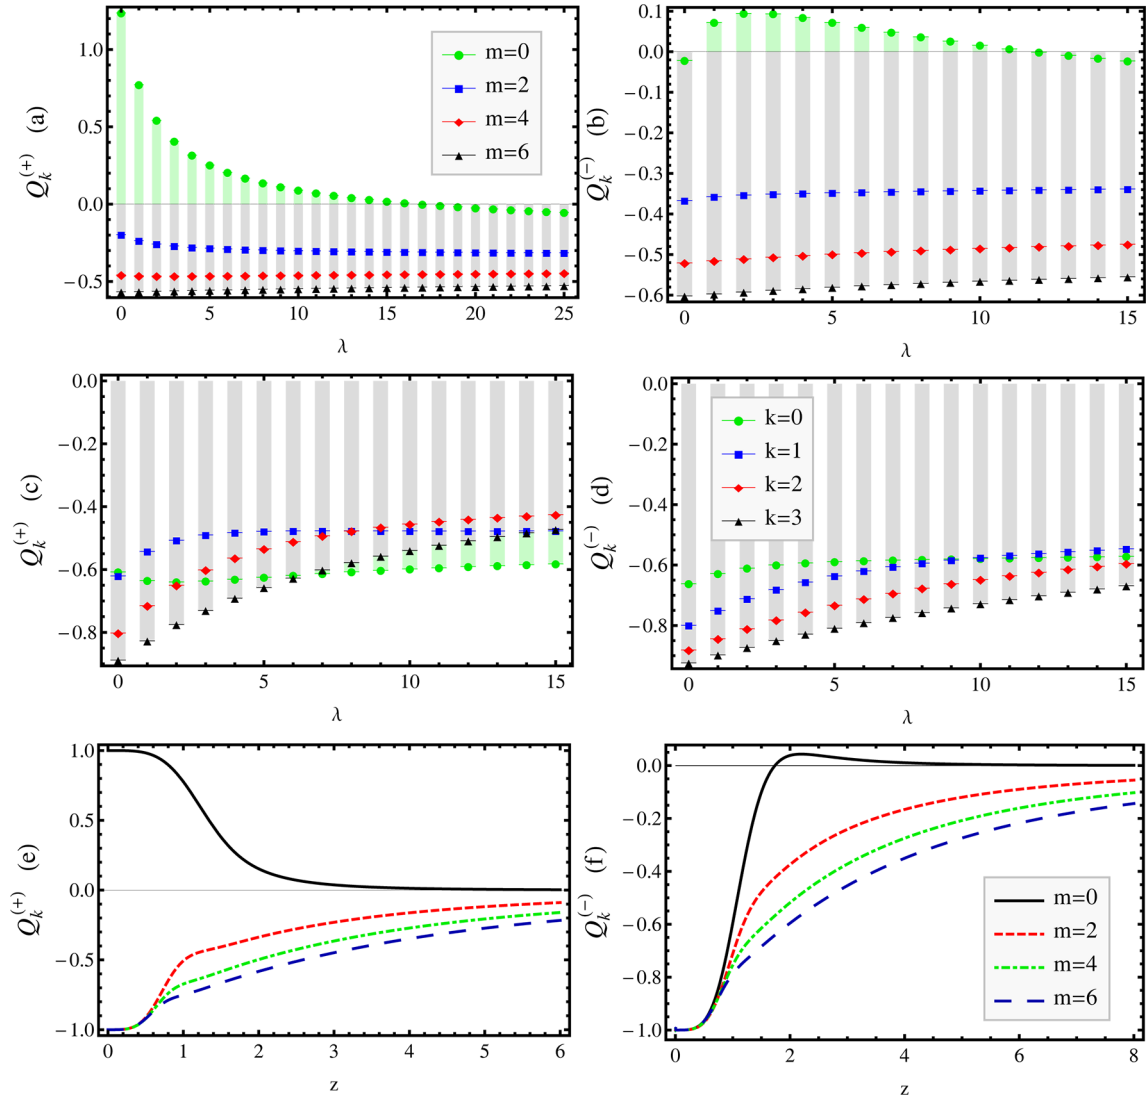 1.0
0.5
0.0
−0.5
0 5 10 15 20 25
λ
Q_k^(+) (a)
m=0
m=2
m=4
m=6
0.1
0.0
−0.1
−0.2
−0.3
−0.4
−0.5
−0.6
0 5 10 15
λ
Q_k^(−) (b)
0.0
−0.2
−0.4
−0.6
−0.8
0 5 10 15
λ
Q_k^(+) (c)
0.0
−0.2
−0.4
−0.6
−0.8
0 5 10 15
λ
Q_k^(−) (d)
k=0
k=1
k=2
k=3
1.0
0.5
0.0
−0.5
−1.0
0 1 2 3 4 5 6
z
Q_k^(+) (e)
0.0
−0.2
−0.4
−0.6
−0.8
−1.0
0 2 4 6 8
z
Q_k^(−) (f)
m=0
m=2
m=4
m=6